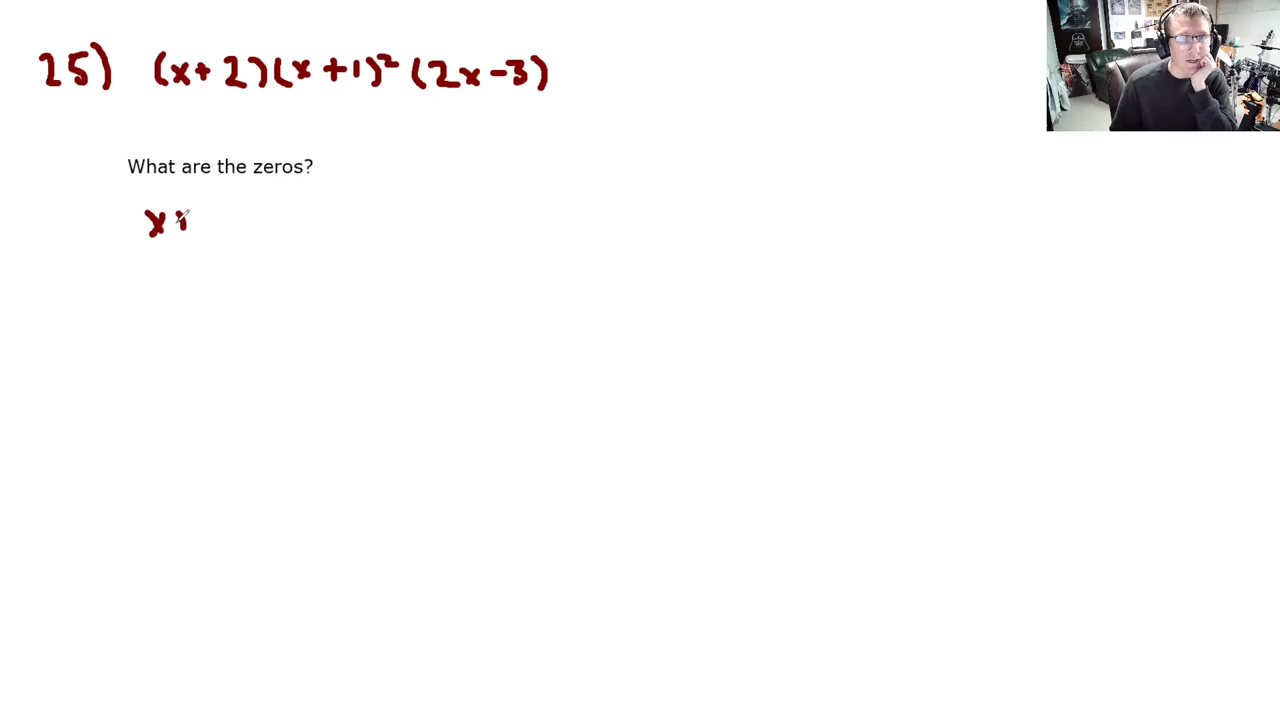 25) (x+2)(x+1)²(2x-3)
What are the zeros?
x